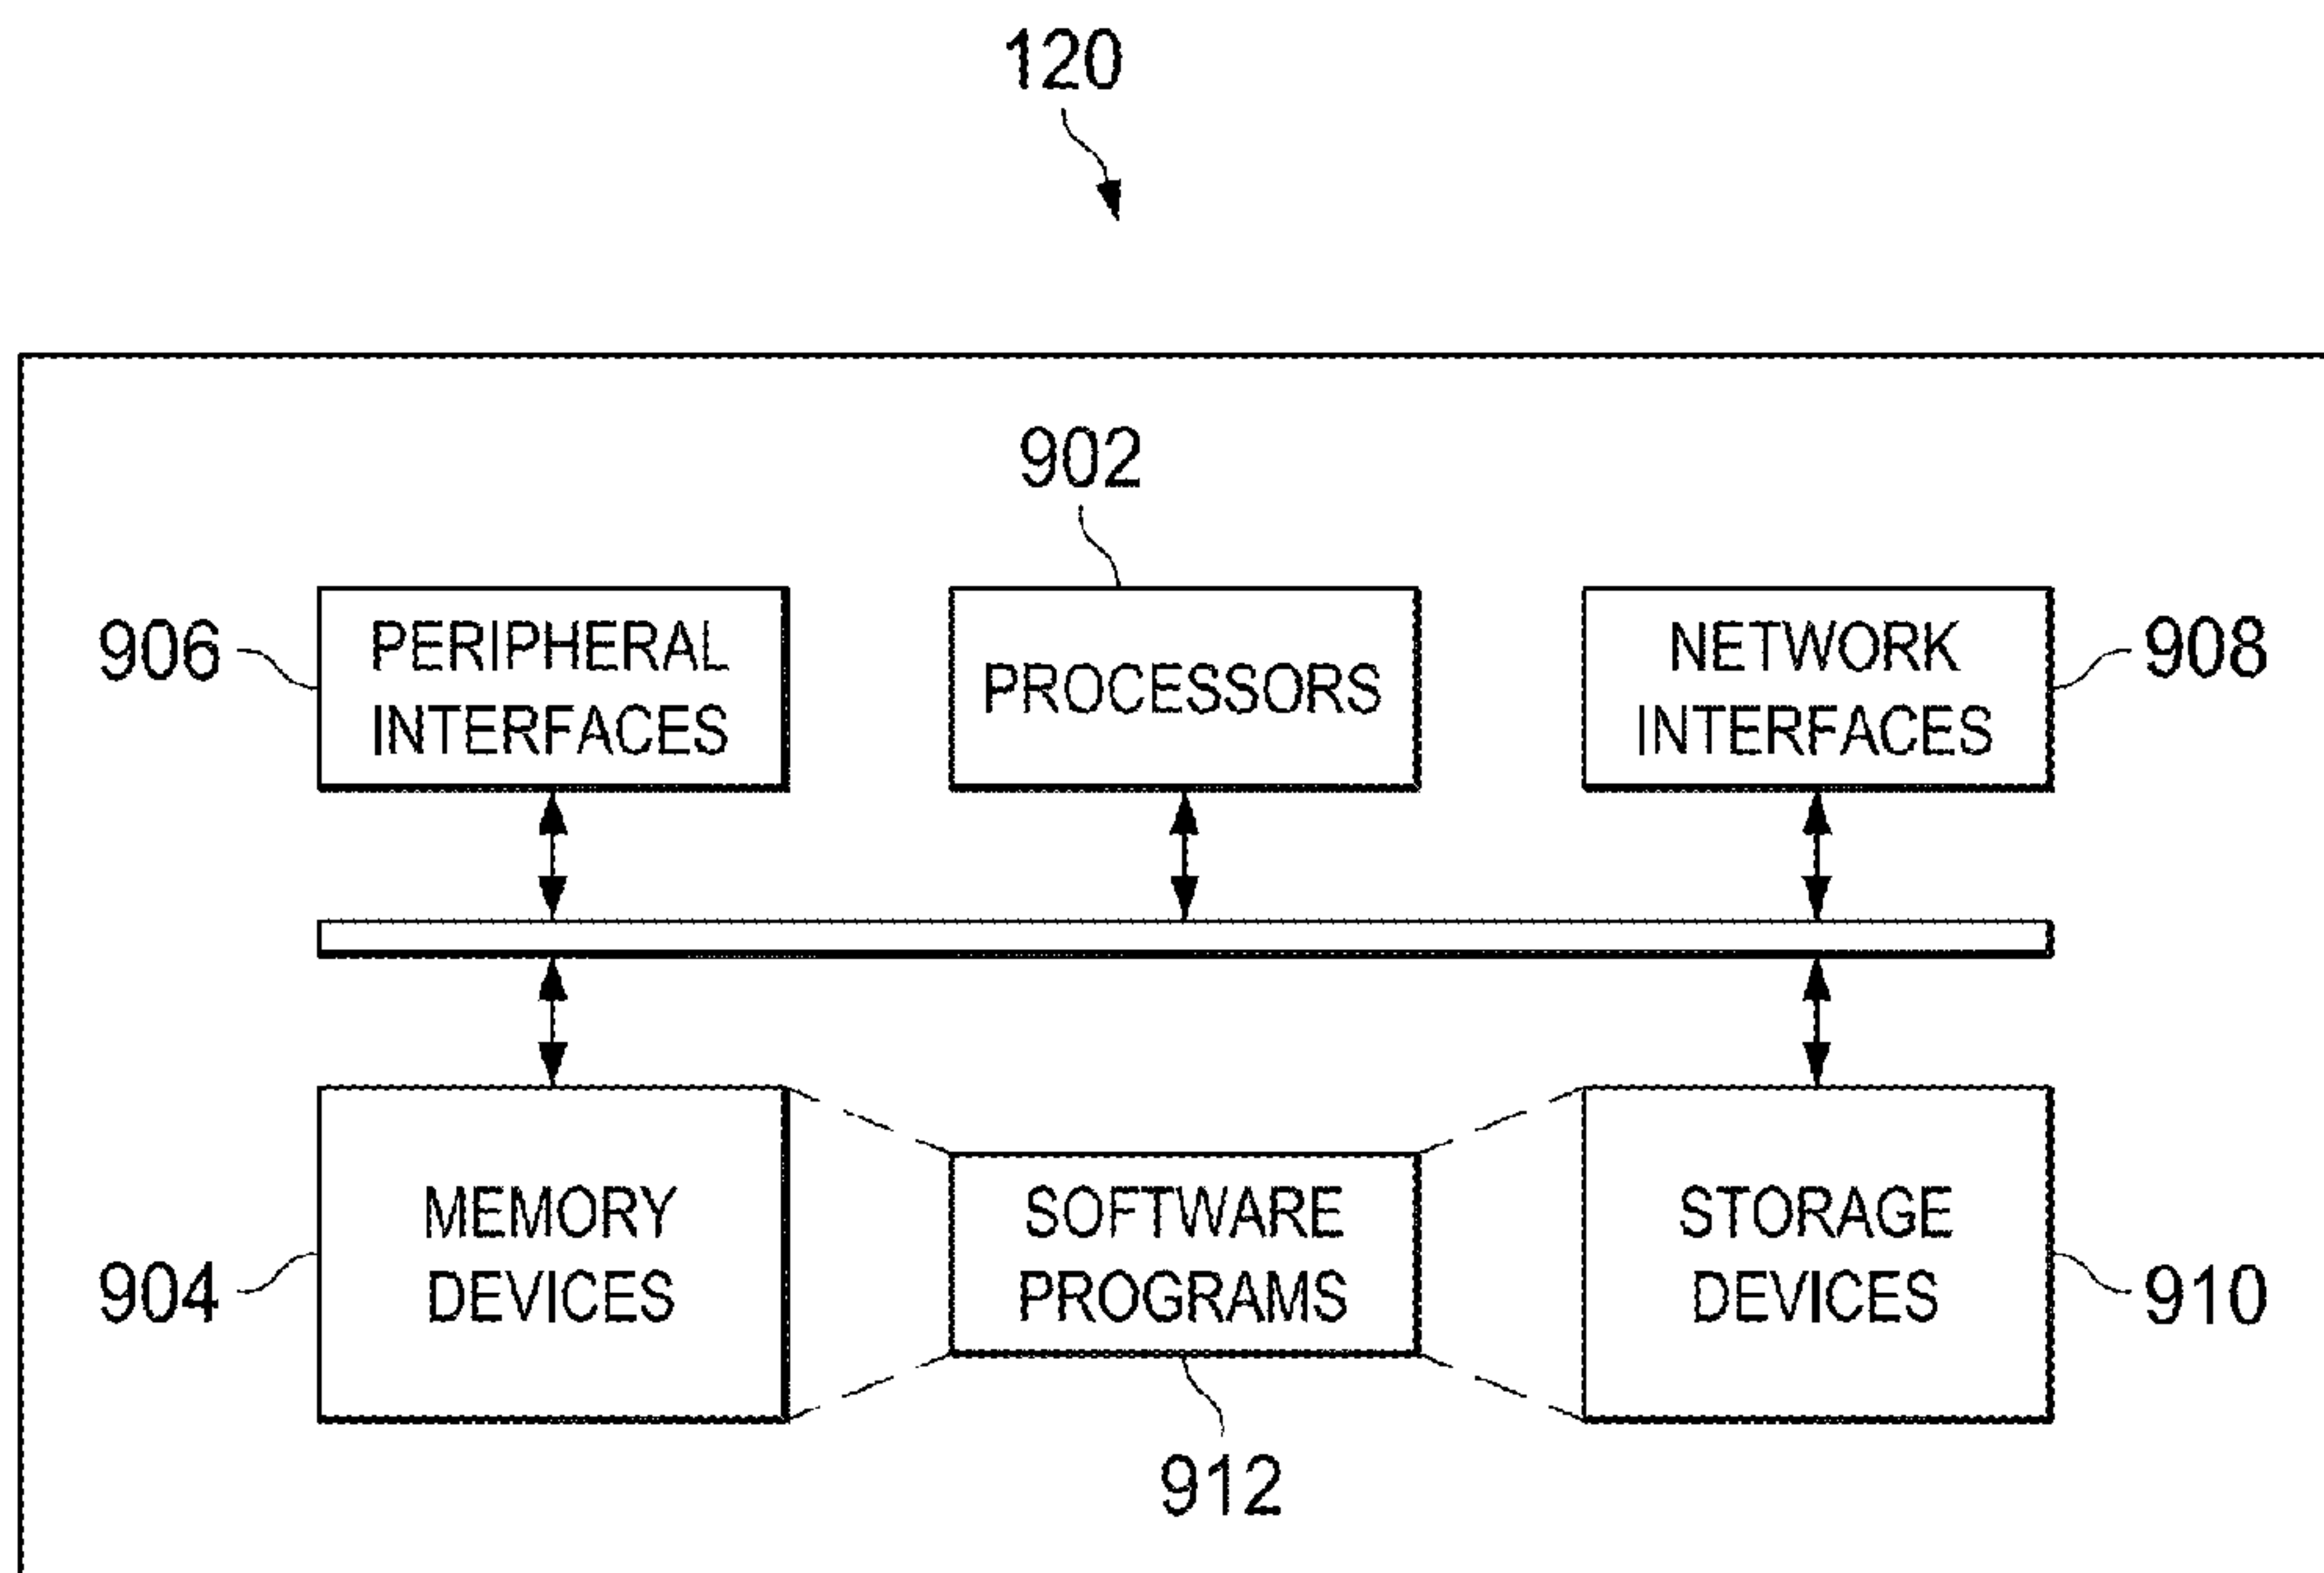 120
902
906
PERIPHERAL
INTERFACES
PROCESSORS
NETWORK
INTERFACES
908
904
MEMORY
DEVICES
SOFTWARE
PROGRAMS
STORAGE
DEVICES
910
912